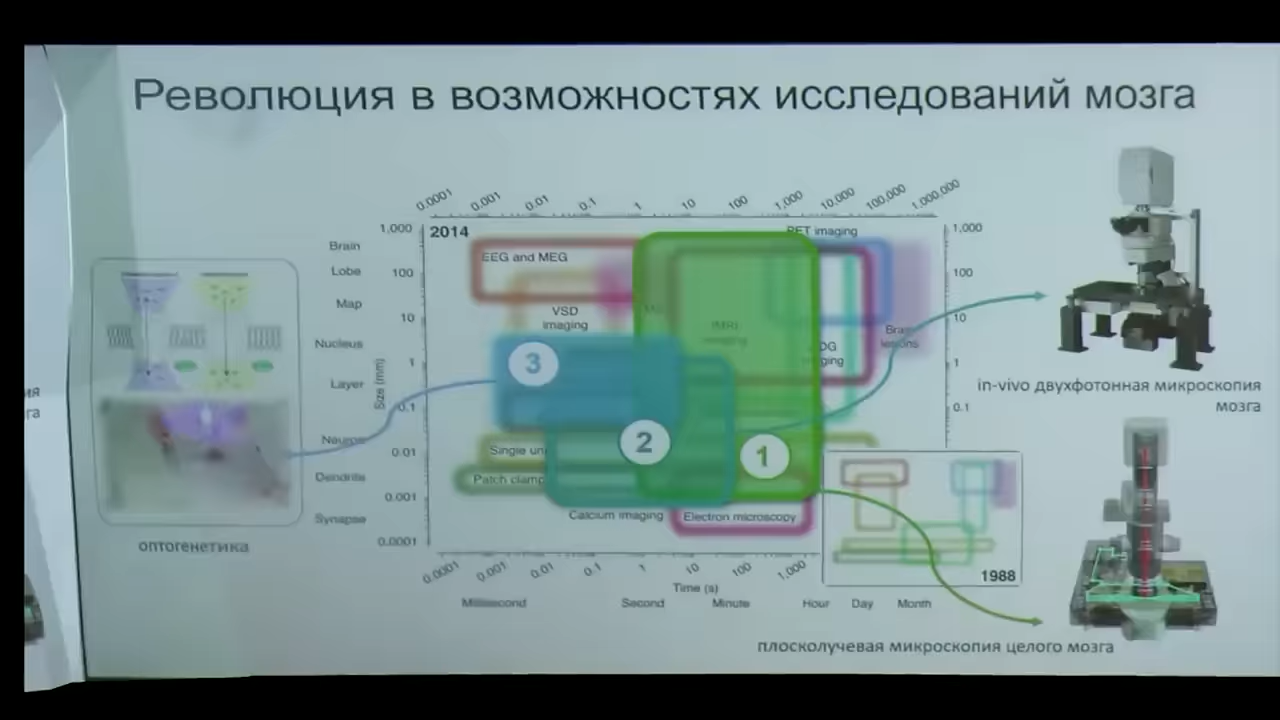 Революция в возможностях исследований мозга
0.0001 0.001 0.01 0.1 1 10 100 1,000 10,000 100,000 1,000,000
2014
1,000 100 10 1 0.1 0.01 0.001 0.0001
1,000 100 10 1 0.1
Size (mm)
Brain
Lobe
Map
Nucleus
Layer
Neuron
Dendrite
Synapse
EEG and MEG
PET imaging
VSD
imaging
imaging
Brain
lesions
3
2
1
Single
Patch clamp
Calcium imaging
Electron microscopy
1988
0.0001 0.001 0.01 0.1 1 10 100 1,000
Time (s)
Millisecond Second Minute Hour Day Month
оптогенетика
in-vivo двухфотонная микроскопия
мозга
плосколучевая микроскопия целого мозга